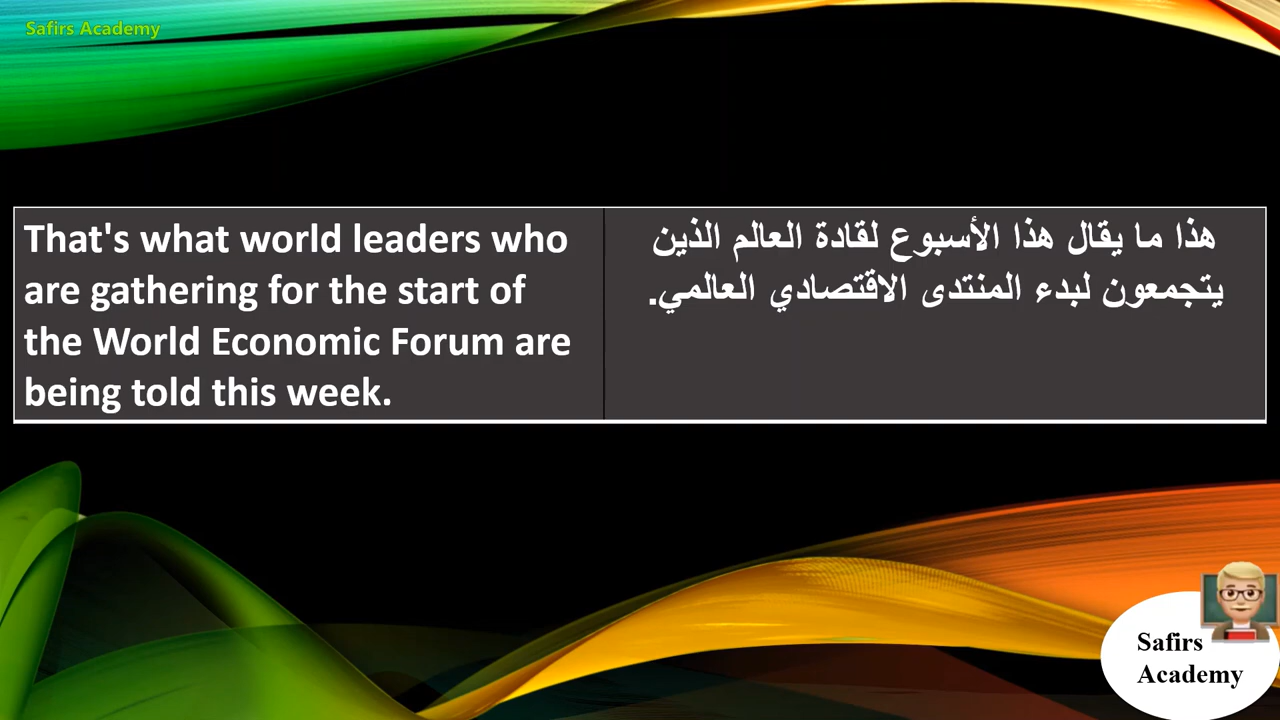 Safirs Academy
That's what world leaders who
are gathering for the start of
the World Economic Forum are
being told this week.
هذا ما يقال هذا الأسبوع لقادة العالم الذين
يتجمعون لبدء المنتدى الاقتصادي العالمي.
Safirs
Academy